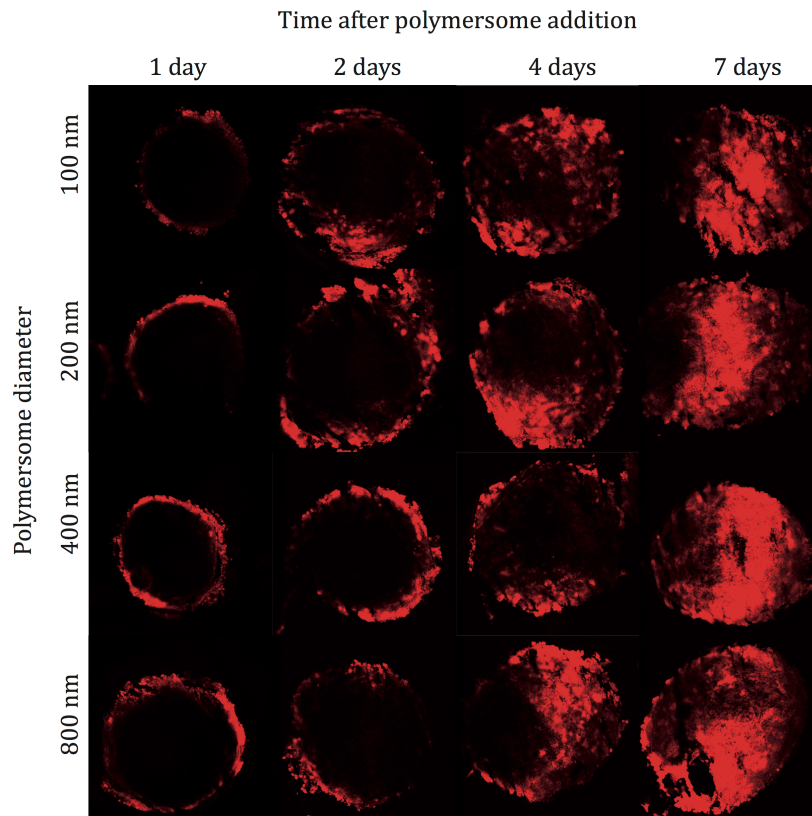 Time after polymersome addition
1 day 2 days 4 days 7 days
Polymersome diameter
100 nm
200 nm
400 nm
800 nm